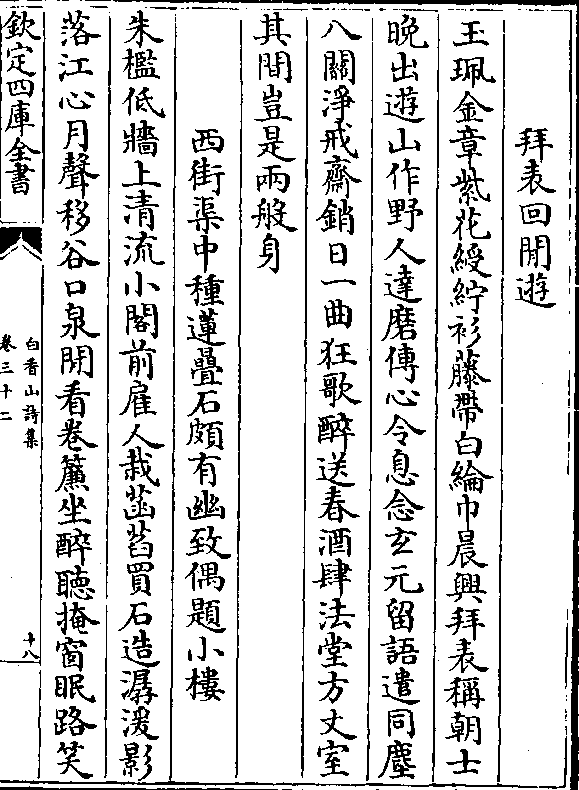 拜表回閒遊
玉珮金章紫花綬紵衫藤帶白綸巾晨興拜表稱朝士
晚出遊山作野人達磨傳心令息念玄元留語遣同塵
八關淨戒齋銷日一曲狂歌醉送春酒肆法堂方丈室
其間豈是兩般身
西街渠中種蓮疊石頗有幽致偶題小樓
朱檻低牆上清流小閣前雇人栽菡萏買石造潺湲影
落江心月聲移谷口泉閒看卷簾坐醉聽掩窗眠路笑
欽定四庫全書
白香山詩集
卷三十二
十八